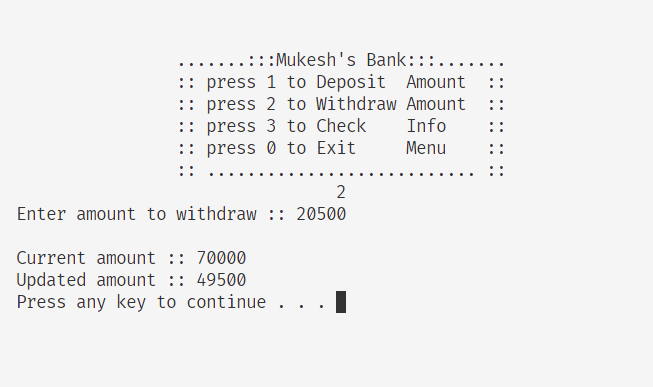 .......:::Mukesh's Bank:::.......
:: press 1 to Deposit  Amount  ::
:: press 2 to Withdraw Amount  ::
:: press 3 to Check    Info    ::
:: press 0 to Exit     Menu    ::
:: ........................... ::
2
Enter amount to withdraw :: 20500
Current amount :: 70000
Updated amount :: 49500
Press any key to continue . . .